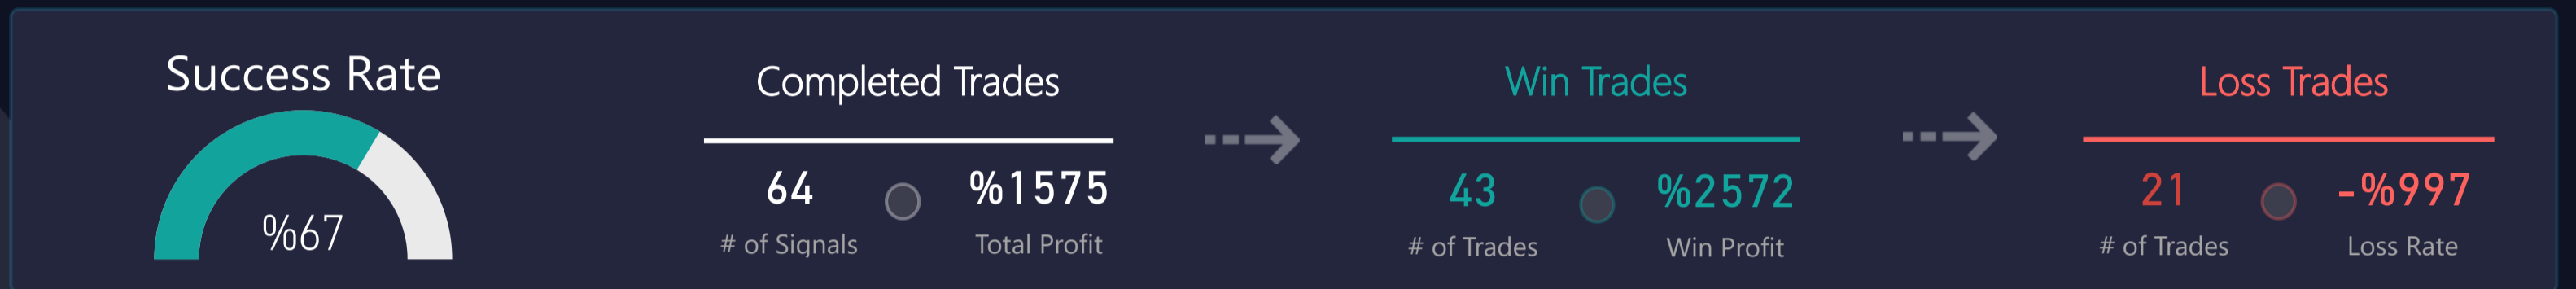 Success Rate
%67
Completed Trades
64
%1575
# of Signals
Total Profit
Win Trades
43
%2572
# of Trades
Win Profit
Loss Trades
21
-%997
# of Trades
Loss Rate